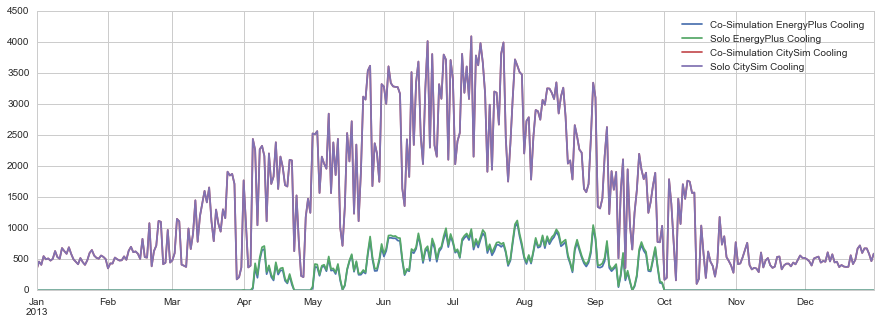 4500
4000
3500
3000
2500
2000
1500
1000
500
0
Co-Simulation EnergyPlus Cooling
Solo EnergyPlus Cooling
Co-Simulation CitySim Cooling
Solo CitySim Cooling
Jan Feb Mar Apr May Jun Jul Aug Sep Oct Nov Dec
2013